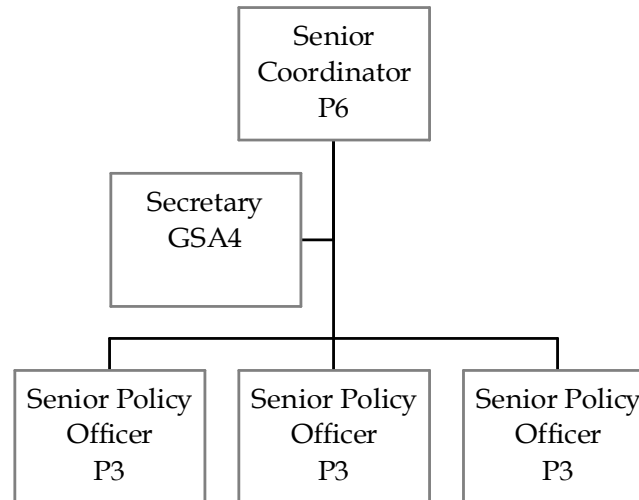 Senior
Coordinator
P6
Secretary
GSA4
Senior Policy
Officer
P3
Senior Policy
Officer
P3
Senior Policy
Officer
P3